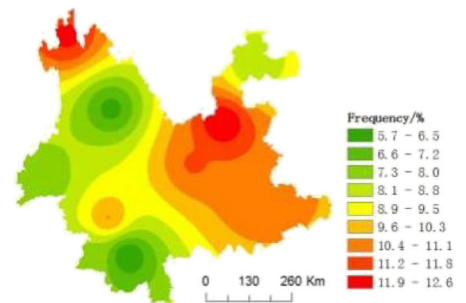 Frequency/%
5.7 - 6.5
6.6 - 7.2
7.3 - 8.0
8.1 - 8.8
8.9 - 9.5
9.6 - 10.3
10.4 - 11.1
11.2 - 11.8
11.9 - 12.6
0 130 260 Km